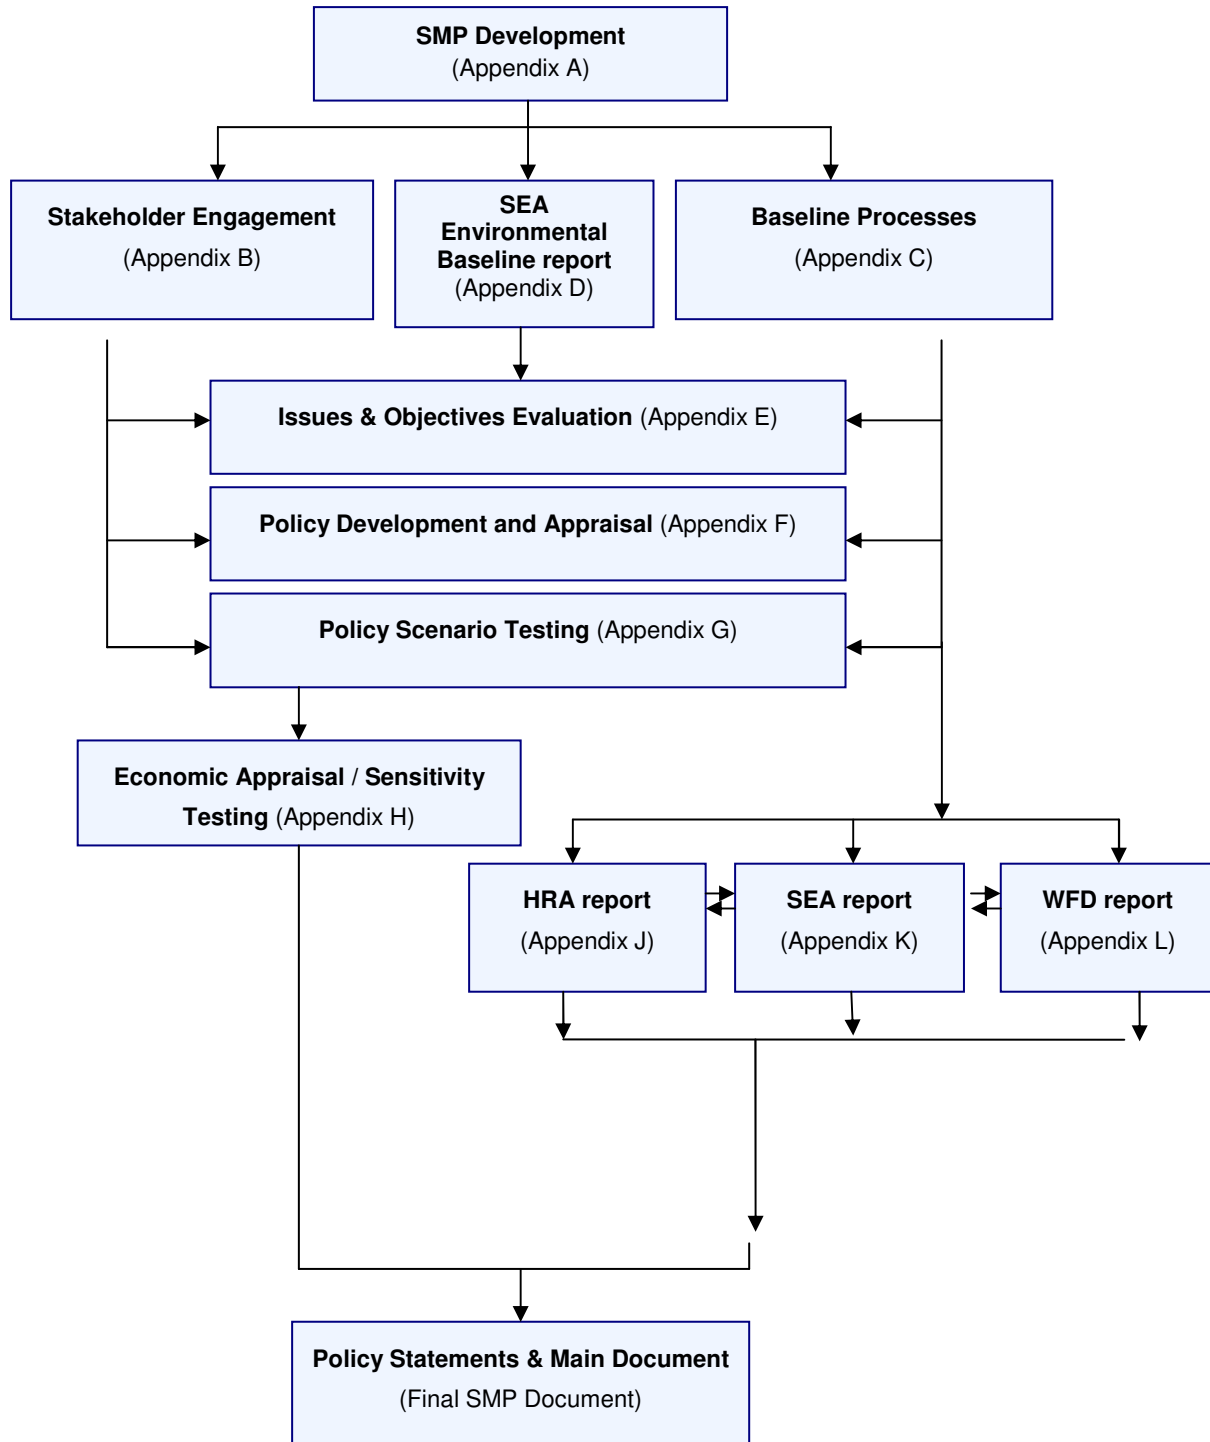 SMP Development
(Appendix A)
Stakeholder Engagement
(Appendix B)
SEA
Environmental
Baseline report
(Appendix D)
Baseline Processes
(Appendix C)
Issues & Objectives Evaluation (Appendix E)
Policy Development and Appraisal (Appendix F)
Policy Scenario Testing (Appendix G)
Economic Appraisal / Sensitivity
Testing (Appendix H)
HRA report
(Appendix J)
SEA report
(Appendix K)
WFD report
(Appendix L)
Policy Statements & Main Document
(Final SMP Document)